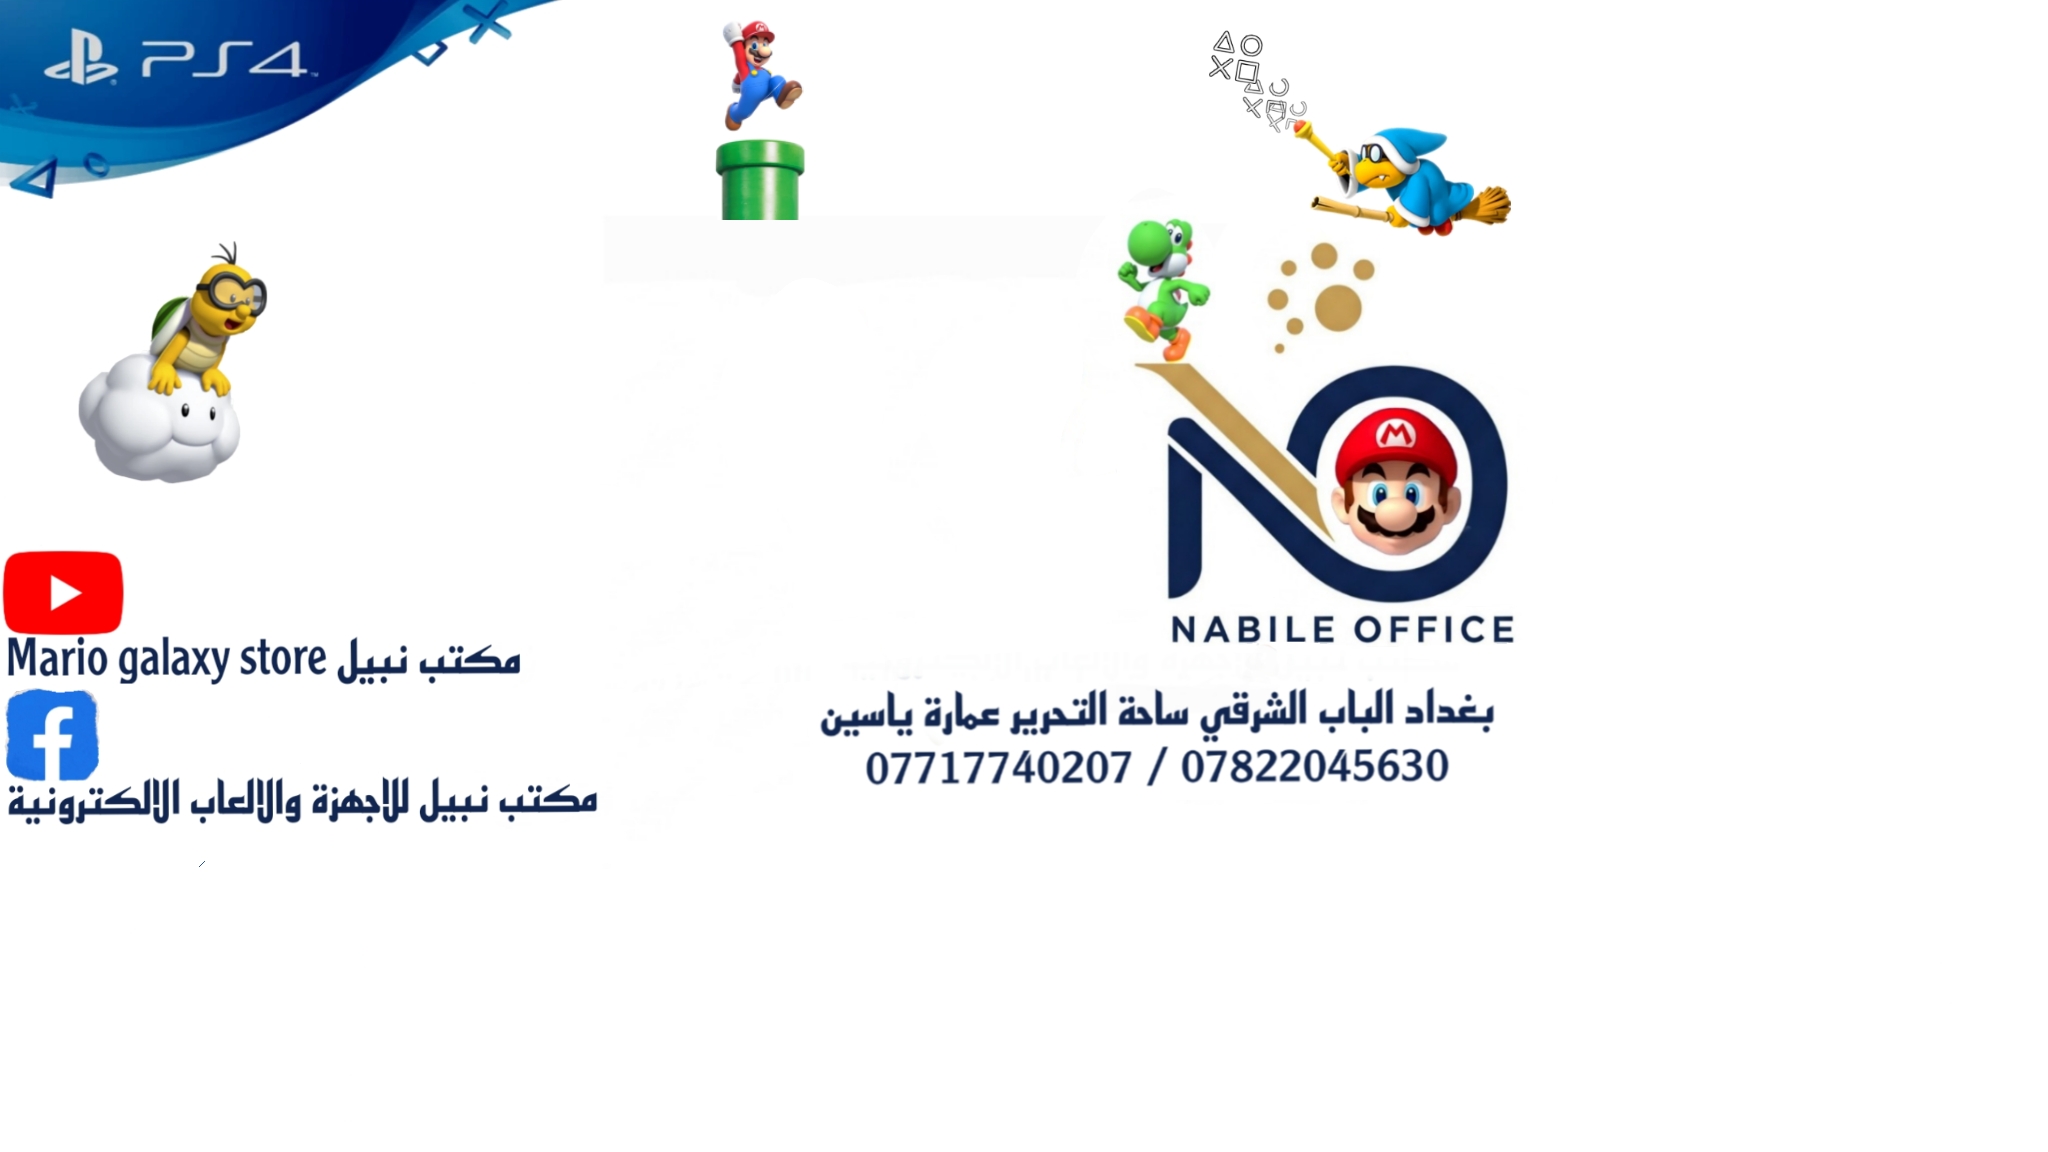 PS4
NABILE OFFICE
Mario galaxy store مكتب نبيل
مكتب نبيل للاجهزة والالعاب الالكترونية
بغداد الباب الشرقي ساحة التحرير عمارة ياسين
07717740207 / 07822045630